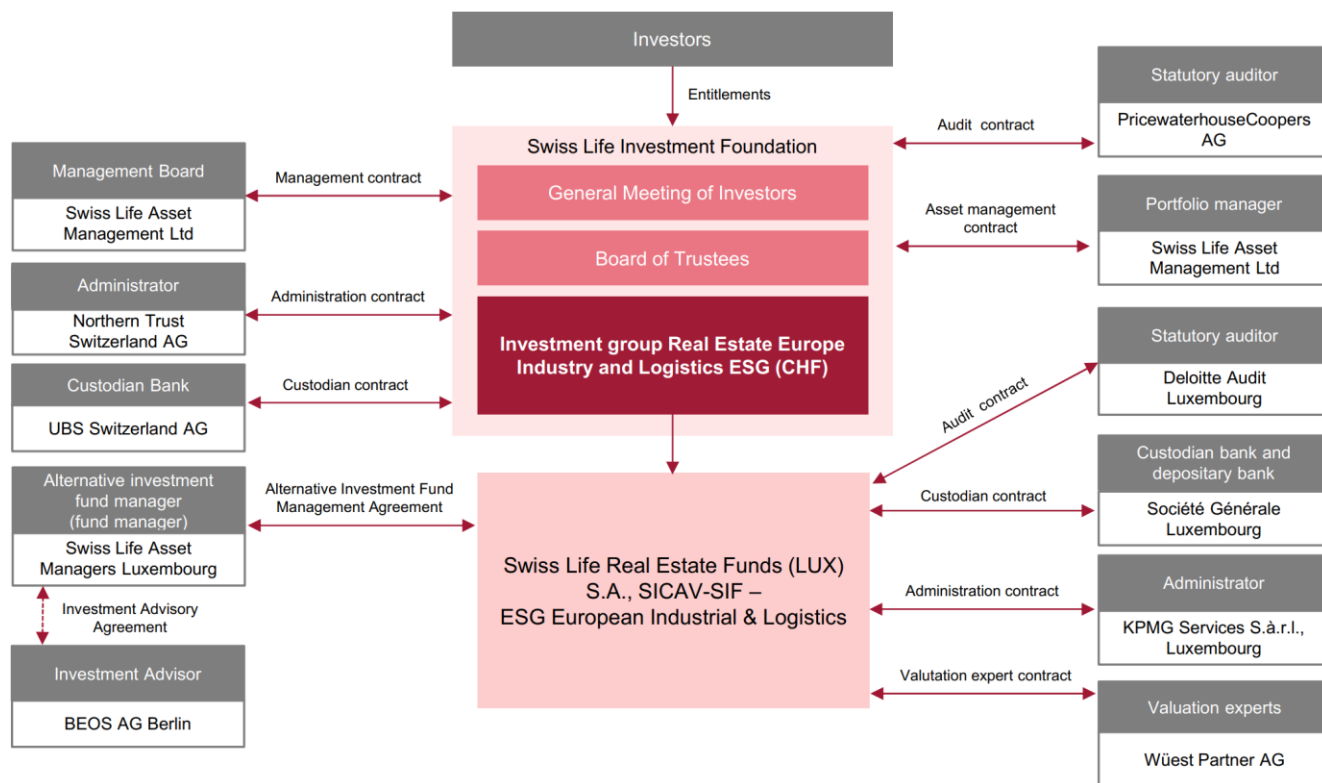 Investors
Entitlements
Statutory auditor
PricewaterhouseCoopers
AG
Audit contract
Swiss Life Investment Foundation
Management Board
Swiss Life Asset
Management Ltd
Management contract
General Meeting of Investors
Asset management
contract
Portfolio manager
Swiss Life Asset
Management Ltd
Board of Trustees
Administrator
Northern Trust
Switzerland AG
Administration contract
Investment group Real Estate Europe
Industry and Logistics ESG (CHF)
Statutory auditor
Deloitte Audit
Luxembourg
Audit contract
Custodian Bank
UBS Switzerland AG
Custodian contract
Custodian bank and
depositary bank
Société Générale
Luxembourg
Custodian contract
Alternative investment
fund manager
(fund manager)
Swiss Life Asset
Managers Luxembourg
Alternative Investment Fund
Management Agreement
Swiss Life Real Estate Funds (LUX)
S.A., SICAV-SIF –
ESG European Industrial & Logistics
Administration contract
Administrator
KPMG Services S.à.r.l.,
Luxembourg
Investment Advisory
Agreement
Investment Advisor
BEOS AG Berlin
Valutation expert contract
Valuation experts
Wüest Partner AG